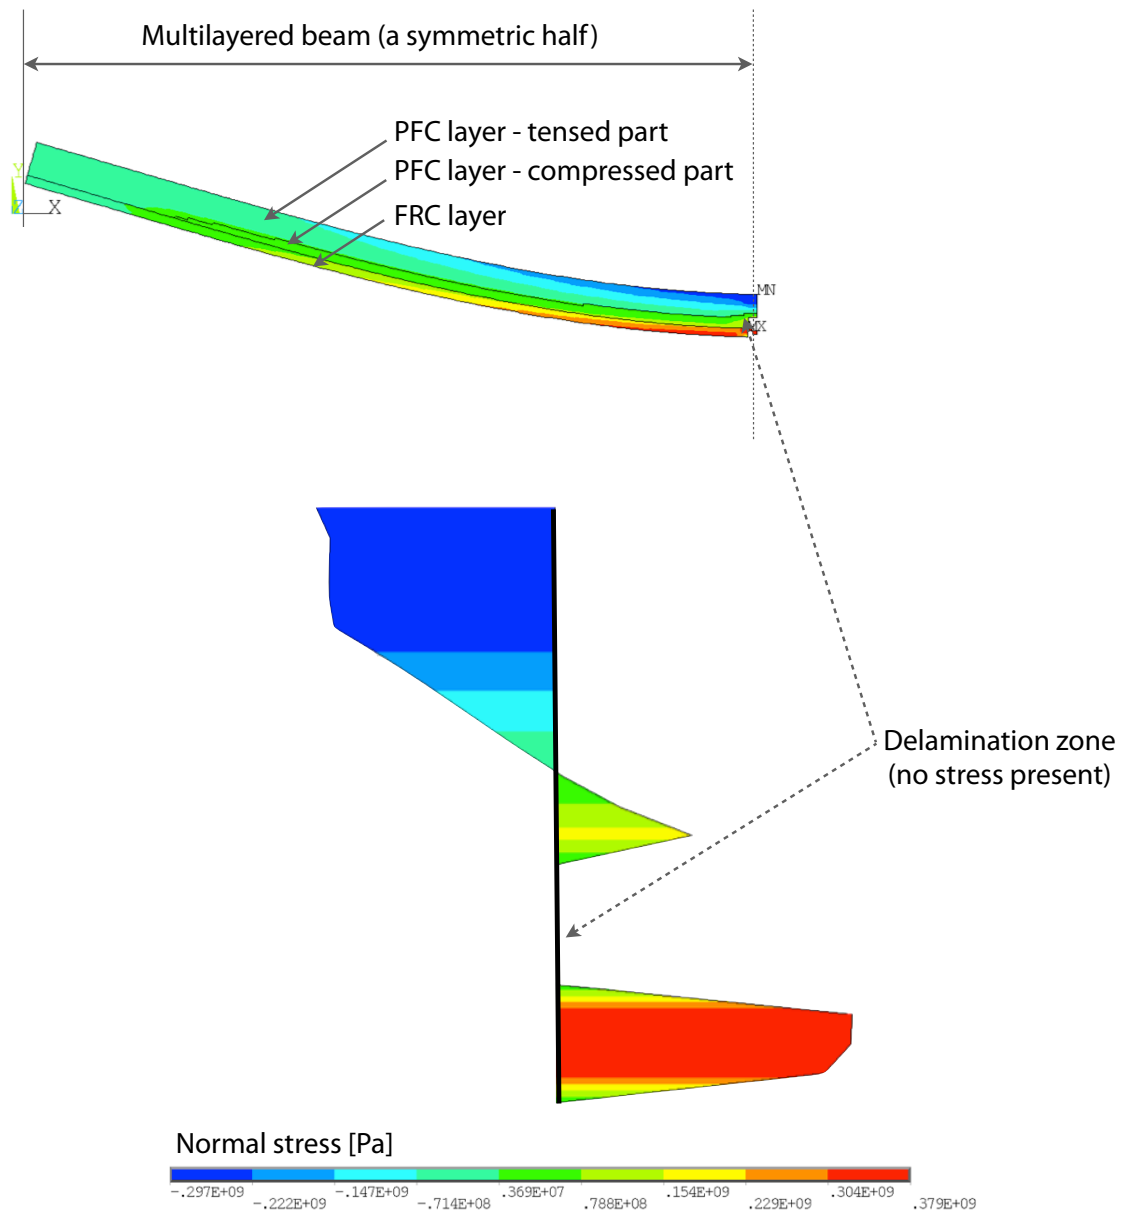 Multilayered beam (a symmetric half)
PFC layer - tensed part
PFC layer - compressed part
FRC layer
Y
Z
X
MN
MX
Delamination zone
(no stress present)
Normal stress [Pa]
-.297E+09
-.222E+09
-.147E+09
-.714E+08
.369E+07
.788E+08
.154E+09
.229E+09
.304E+09
.379E+09